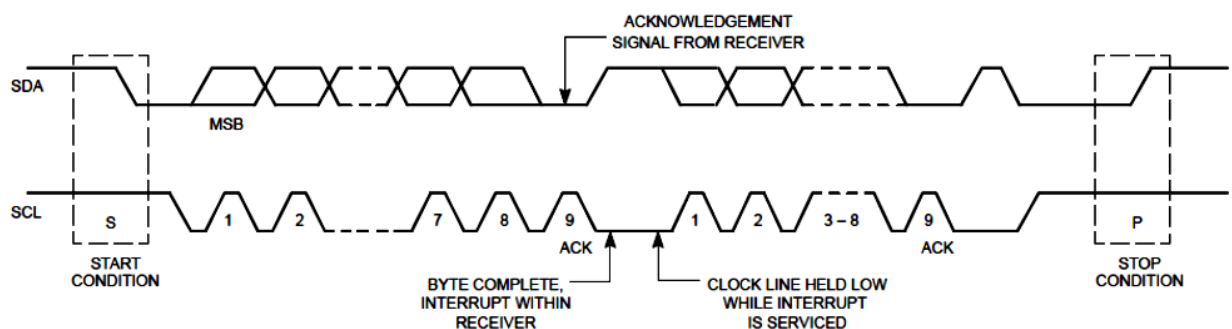 ACKNOWLEDGEMENT
SIGNAL FROM RECEIVER
SDA
MSB
SCL
S
1
2
7
8
9
1
2
3 – 8
9
P
ACK
ACK
START
CONDITION
BYTE COMPLETE,
INTERRUPT WITHIN
RECEIVER
CLOCK LINE HELD LOW
WHILE INTERRUPT
IS SERVICED
STOP
CONDITION